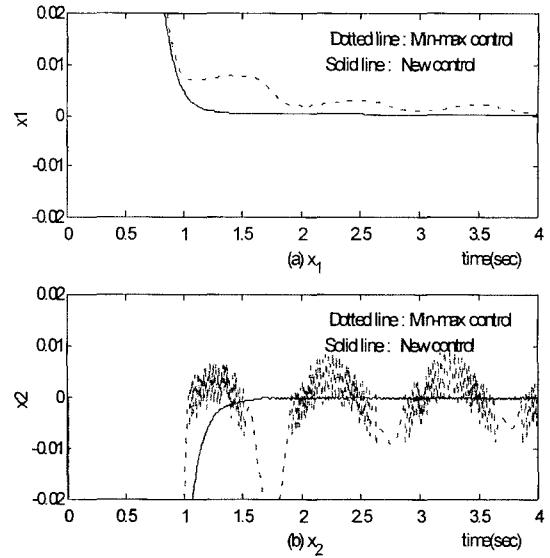 0.02
Dotted line : Min-max control
Solid line : New control
0.01
x1
0
-0.01
-0.02
0 0.5 1 1.5 2 2.5 3 3.5 4
(a) x1 time(sec)
0.02
Dotted line : Min-max control
Solid line : New control
0.01
x2
0
-0.01
-0.02
0 0.5 1 1.5 2 2.5 3 3.5 4
(b) x2 time(sec)